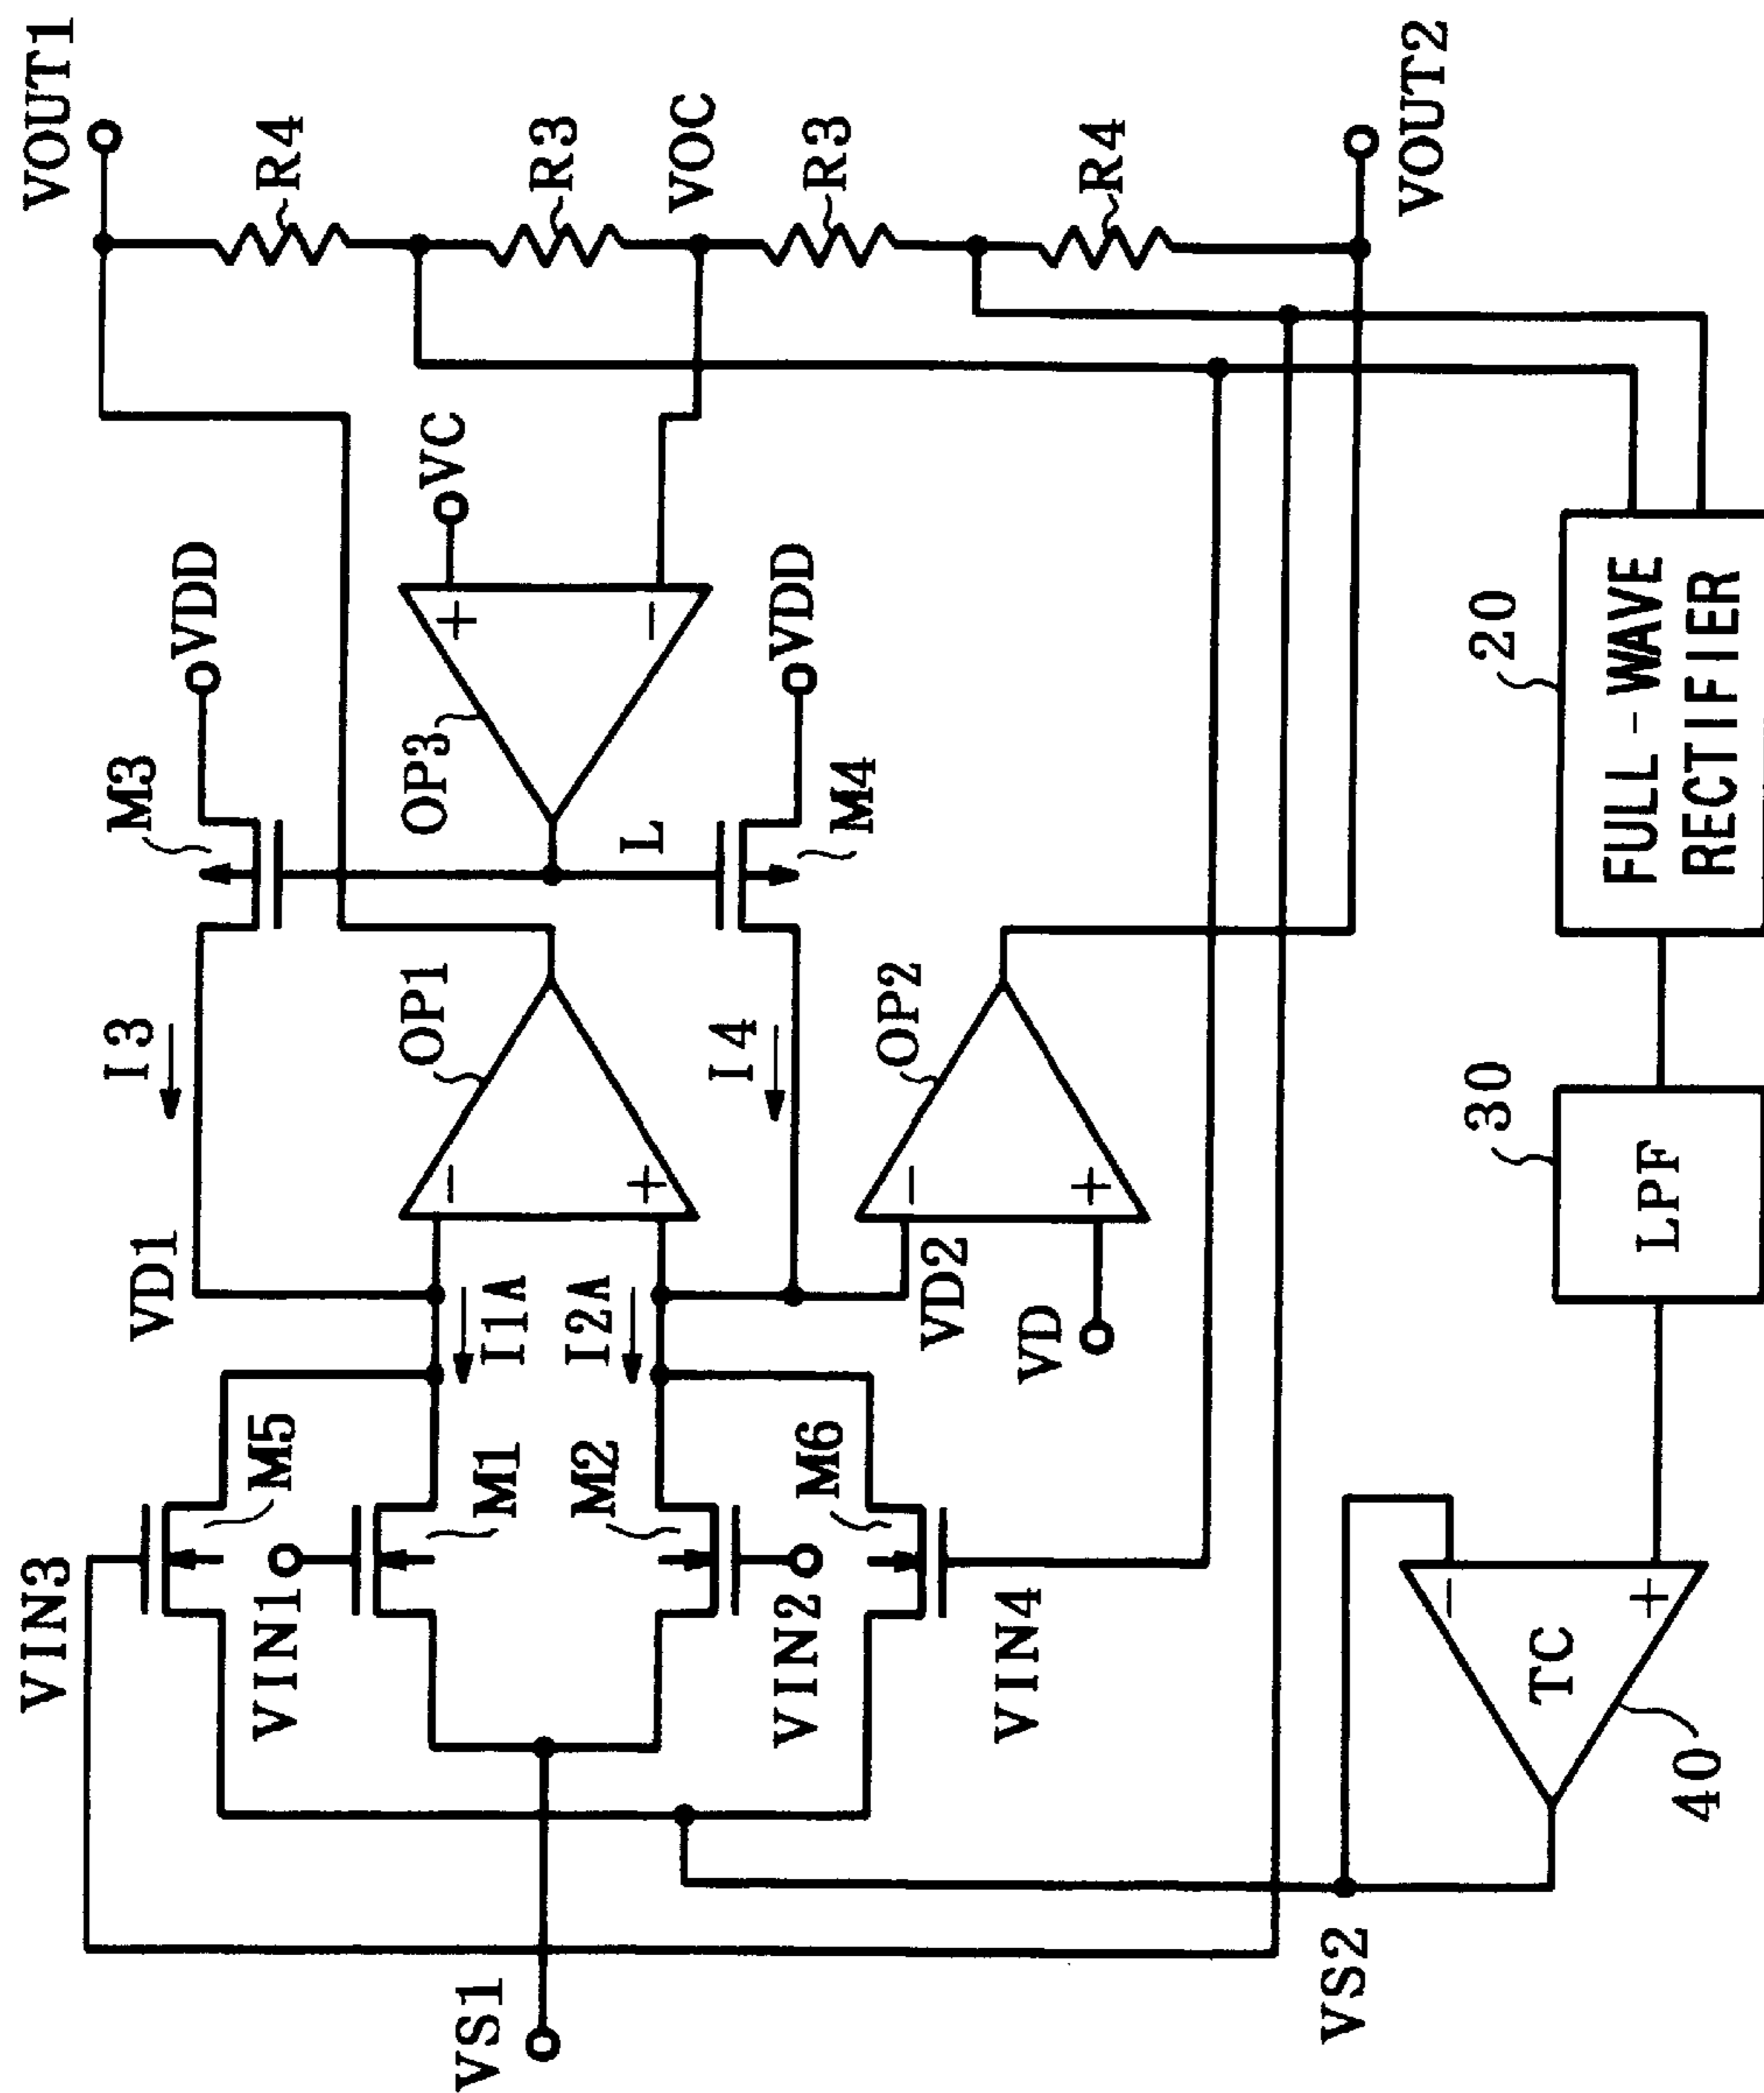 VOUT1
R4
R3
VOC
R3
R4
VOUT2
VDD
VC
VDD
M3
OP3
+
−
L
M4
I3
OP1
−
+
I4
OP2
−
+
FULL-WAVE
RECTIFIER
20
30
LPF
VD1
I1A
I2A
VD2
VD
M5
M1
M2
M6
VIN3
VIN1
VIN2
VIN4
−
+
TC
40
VS1
VS2